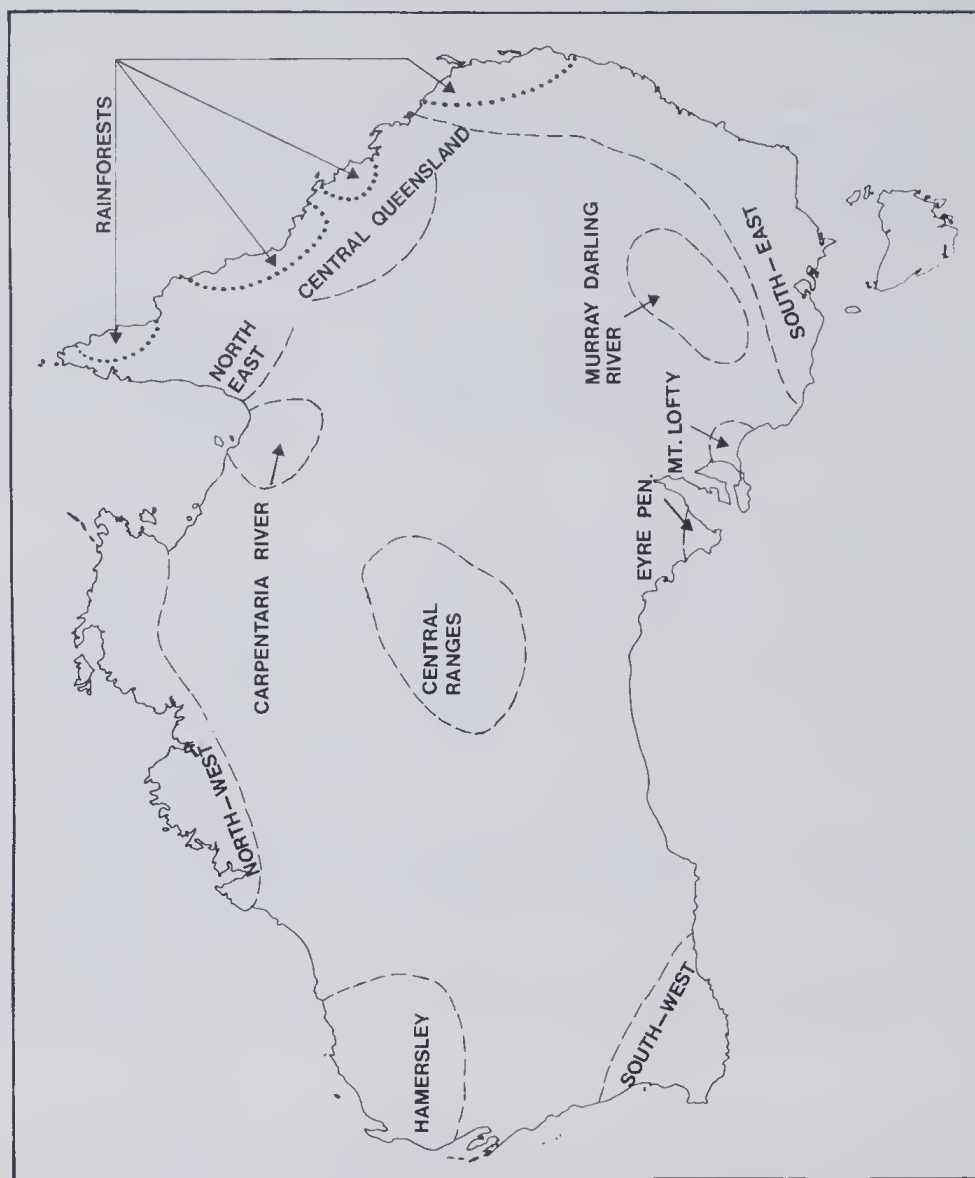 RAINFORESTS
NORTH
EAST
CENTRAL QUEENSLAND
CARPENTARIA RIVER
NORTH–WEST
HAMERSLEY
CENTRAL
RANGES
MURRAY DARLING
RIVER
SOUTH–EAST
MT. LOFTY
EYRE PEN.
SOUTH–WEST